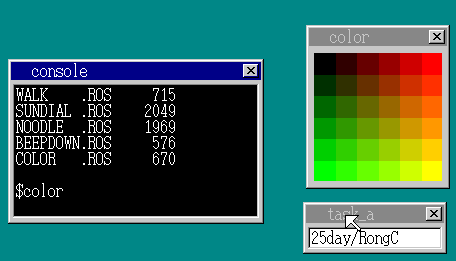 console
WALK .ROS 715
SUNDIAL .ROS 2049
NOODLE .ROS 1969
BEEPDOWN.ROS 576
COLOR .ROS 670
$color
color
task_a
25day/RongC